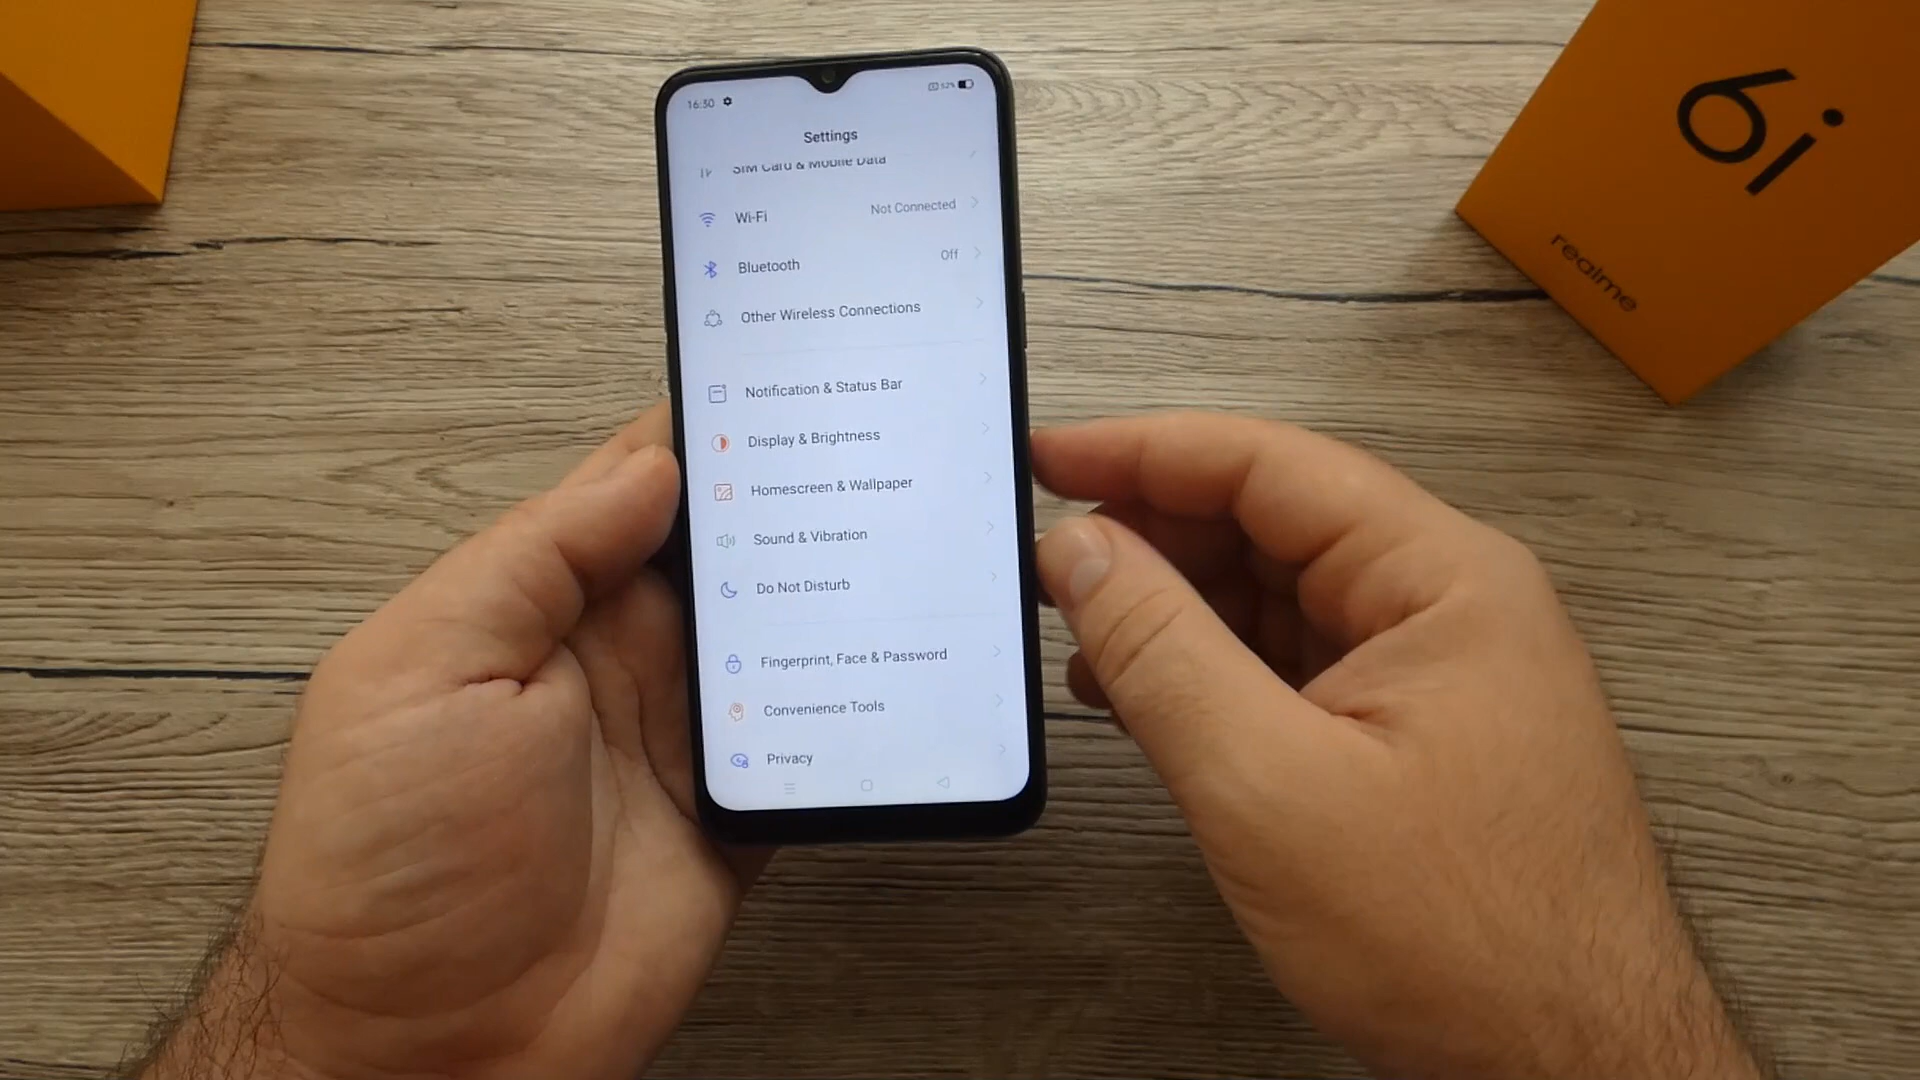 16:30
52%
Settings
SIM Card & Mobile Data
Wi-Fi Not Connected
Bluetooth Off
Other Wireless Connections
Notification & Status Bar
Display & Brightness
Homescreen & Wallpaper
Sound & Vibration
Do Not Disturb
Fingerprint, Face & Password
Convenience Tools
Privacy
6i
realme